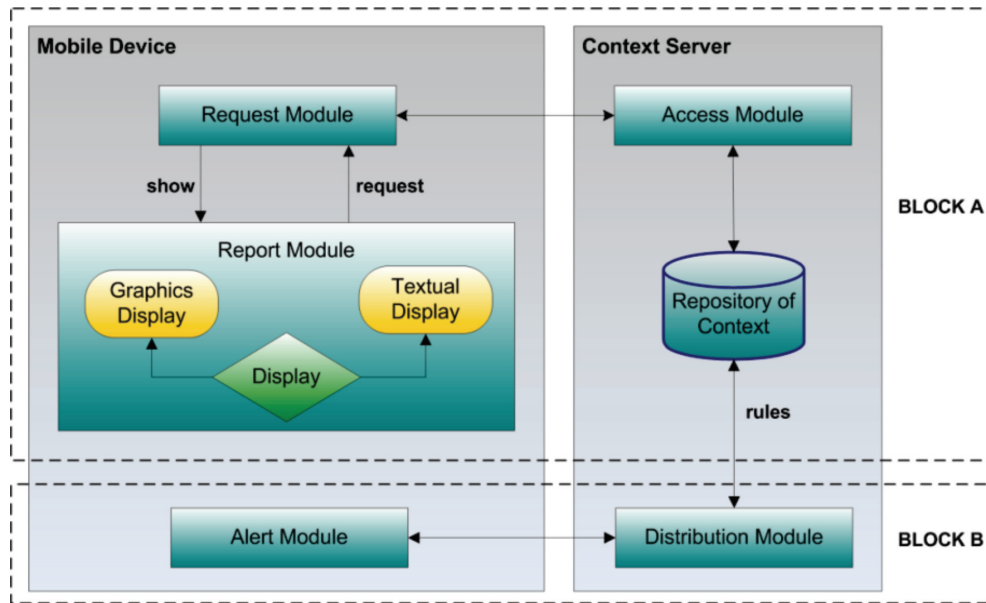 Mobile Device
Context Server
Request Module
Access Module
show
request
BLOCK A
Report Module
Graphics
Display
Textual
Display
Repository of
Context
Display
rules
Alert Module
Distribution Module
BLOCK B